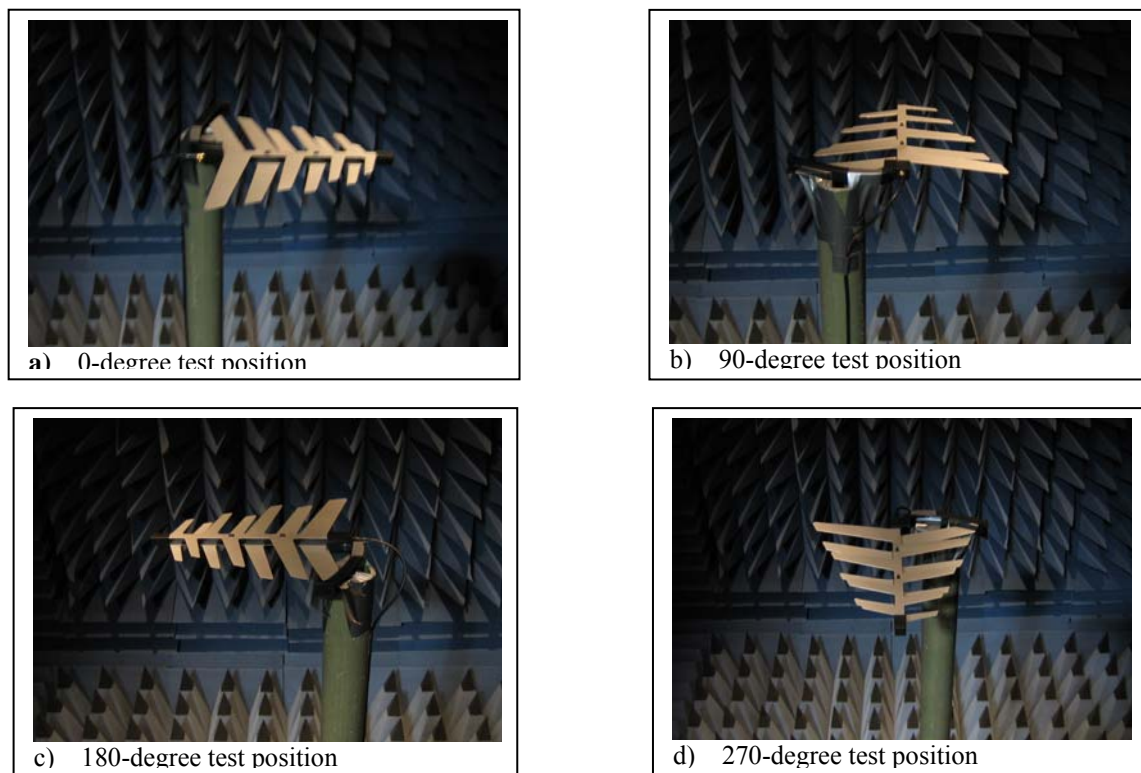 a) 0-degree test position
b) 90-degree test position
c) 180-degree test position
d) 270-degree test position